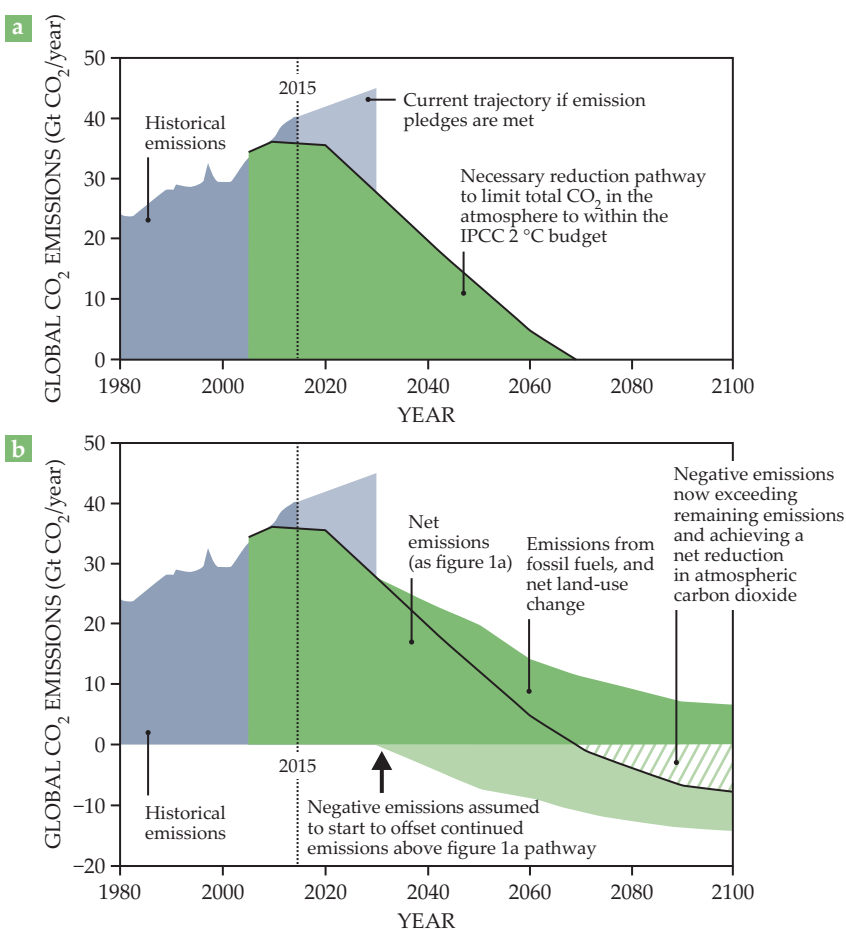 a
GLOBAL CO2 EMISSIONS (Gt CO2/year)
50
40
30
20
10
0
2015
Historical
emissions
Current trajectory if emission
pledges are met
Necessary reduction pathway
to limit total CO2 in the
atmosphere to within the
IPCC 2 °C budget
1980
2000
2020
2040
2060
2080
2100
YEAR
b
GLOBAL CO2 EMISSIONS (Gt CO2/year)
50
40
30
20
10
0
−10
−20
Net
emissions
(as figure 1a)
Emissions from
fossil fuels, and
net land-use
change
Negative emissions
now exceeding
remaining emissions
and achieving a
net reduction
in atmospheric
carbon dioxide
2015
Historical
emissions
Negative emissions assumed
to start to offset continued
emissions above figure 1a pathway
1980
2000
2020
2040
2060
2080
2100
YEAR